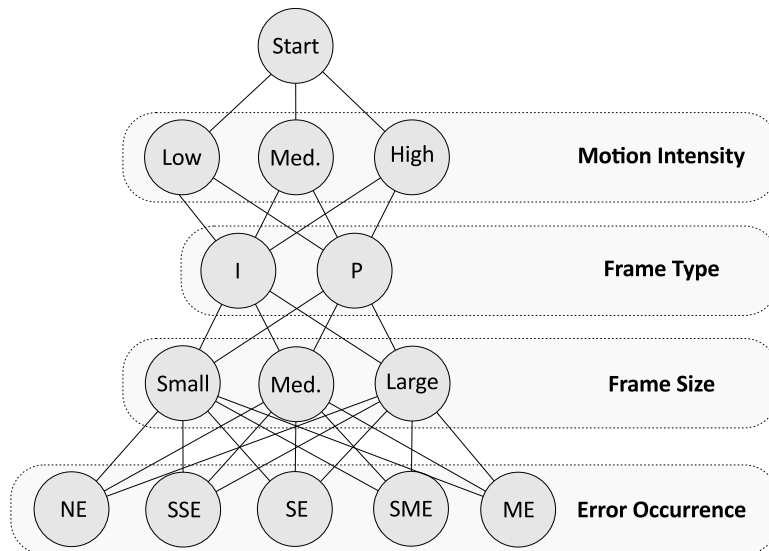 Start
Low Med. High Motion Intensity
I P Frame Type
Small Med. Large Frame Size
NE SSE SE SME ME Error Occurrence